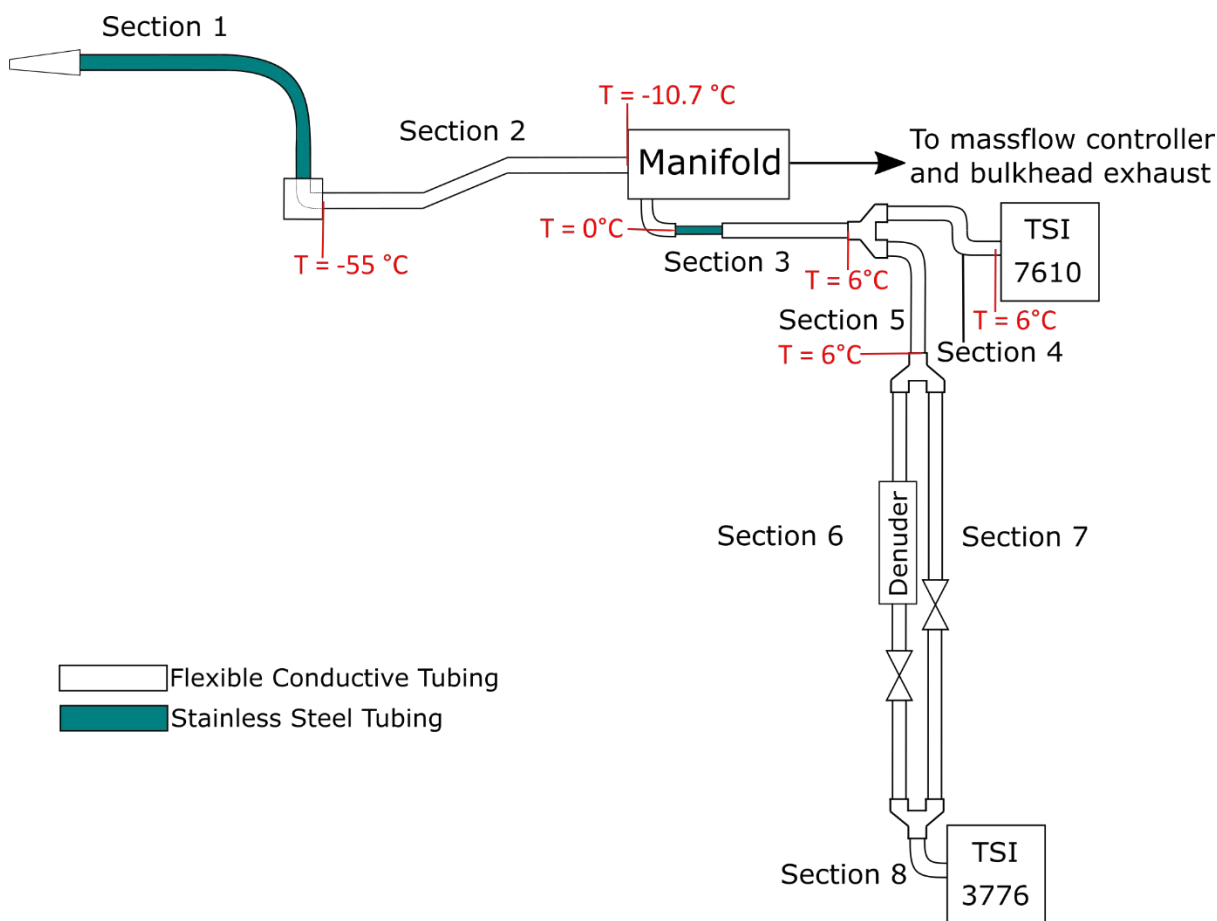 Section 1
T = -10.7 °C
Section 2
To massflow controller
and bulkhead exhaust
Manifold
T = -55 °C
T = 0°C
Section 3
T = 6°C
TSI
7610
T = 6°C
Section 5
Section 4
T = 6°C
Section 6
Denuder
Section 7
Flexible Conductive Tubing
Stainless Steel Tubing
Section 8
TSI
3776